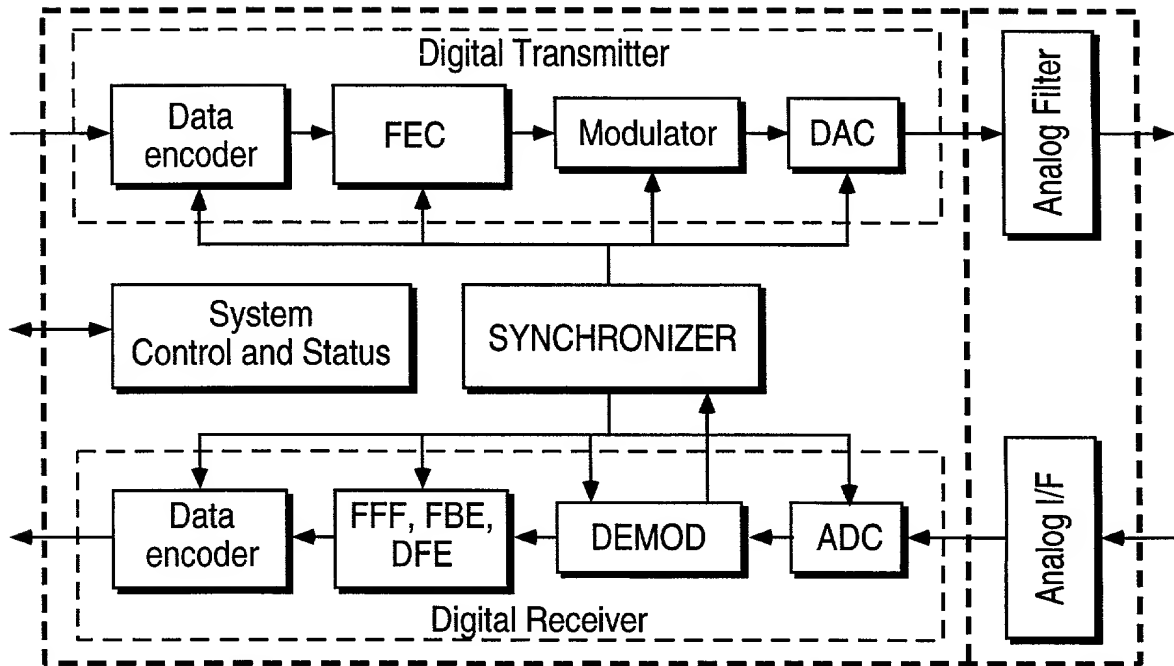 Digital Transmitter
Data
encoder
FEC
Modulator
DAC
Analog Filter
System
Control and Status
SYNCHRONIZER
Data
encoder
FFF, FBE,
DFE
DEMOD
ADC
Analog I/F
Digital Receiver